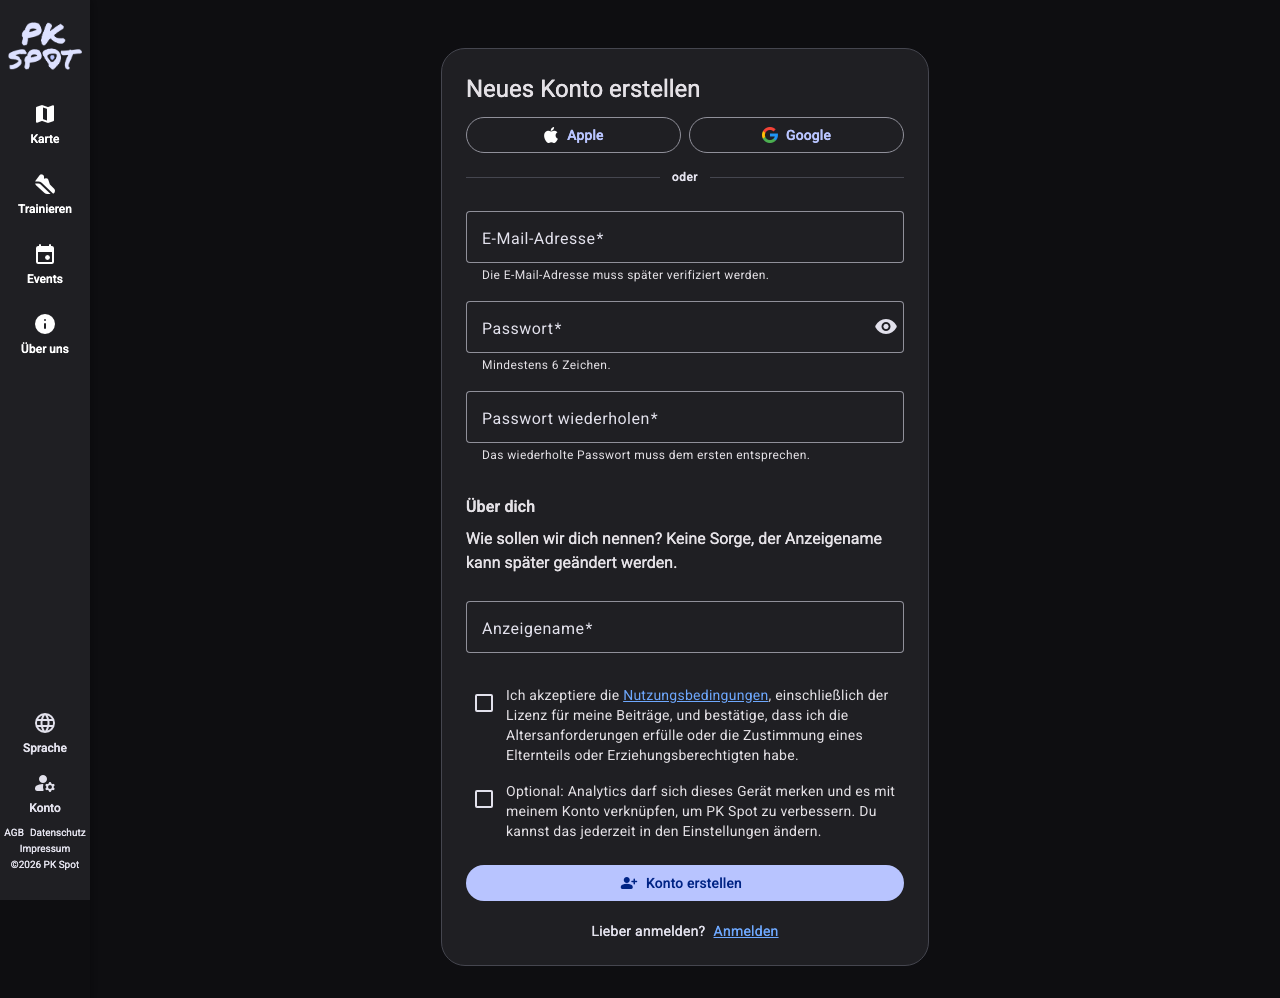 PK
SPOT
Karte
Trainieren
Events
Über uns
Sprache
Konto
AGB Datenschutz
Impressum
©2026 PK Spot
Neues Konto erstellen
Apple
Google
oder
E-Mail-Adresse*
Die E-Mail-Adresse muss später verifiziert werden.
Passwort*
Mindestens 6 Zeichen.
Passwort wiederholen*
Das wiederholte Passwort muss dem ersten entsprechen.
Über dich
Wie sollen wir dich nennen? Keine Sorge, der Anzeigename
kann später geändert werden.
Anzeigename*
Ich akzeptiere die Nutzungsbedingungen, einschließlich der
Lizenz für meine Beiträge, und bestätige, dass ich die
Altersanforderungen erfülle oder die Zustimmung eines
Elternteils oder Erziehungsberechtigten habe.
Optional: Analytics darf sich dieses Gerät merken und es mit
meinem Konto verknüpfen, um PK Spot zu verbessern. Du
kannst das jederzeit in den Einstellungen ändern.
Konto erstellen
Lieber anmelden? Anmelden